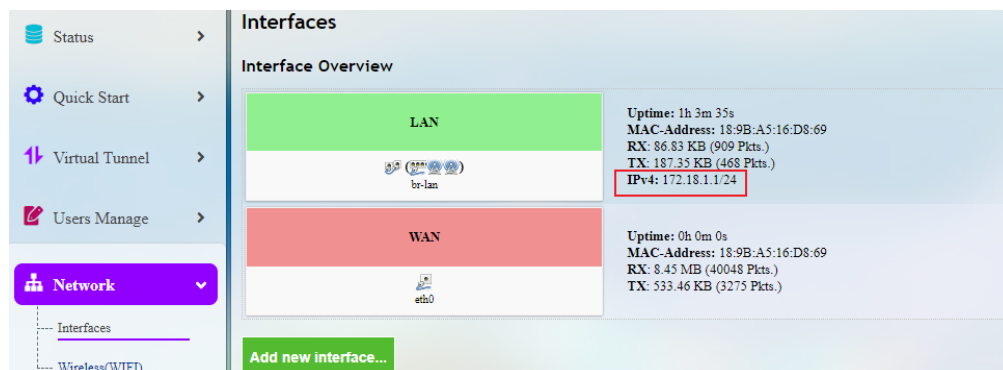 Interfaces
Status
Interface Overview
Quick Start
LAN
Uptime: 1h 3m 35s
MAC-Address: 18:9B:A5:16:D8:69
RX: 86.83 KB (909 Pkts.)
TX: 187.35 KB (468 Pkts.)
IPv4: 172.18.1.1/24
Virtual Tunnel
br-lan
Users Manage
WAN
Uptime: 0h 0m 0s
MAC-Address: 18:9B:A5:16:D8:69
RX: 8.45 MB (40048 Pkts.)
TX: 533.46 KB (3275 Pkts.)
eth0
Network
Interfaces
Add new interface...
Wireless(WIFI)